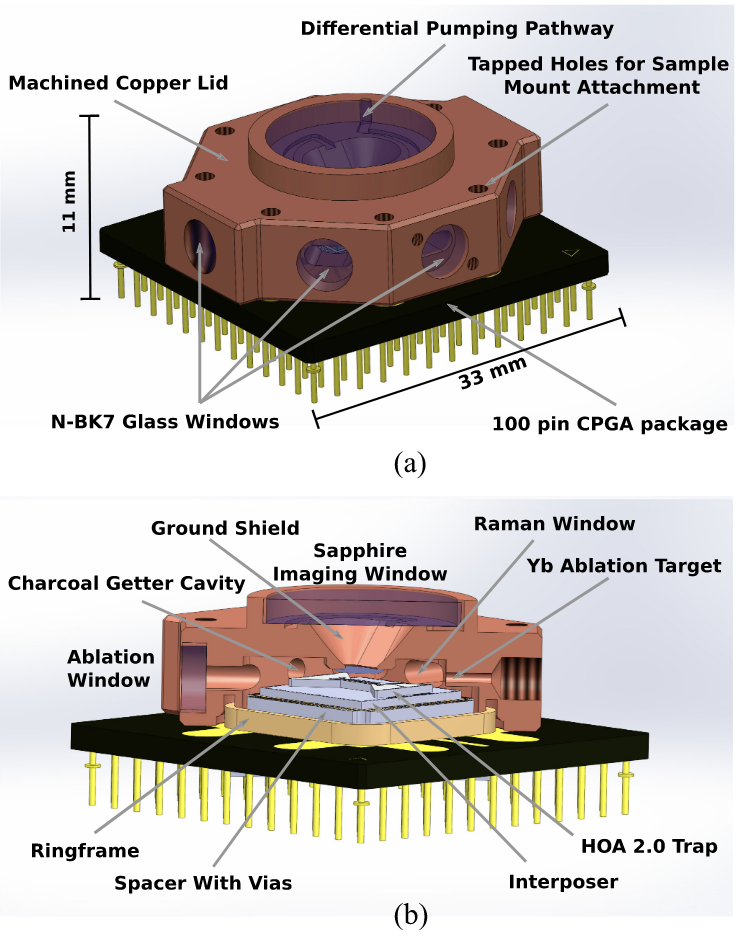 Differential Pumping Pathway
Machined Copper Lid
Tapped Holes for Sample
Mount Attachment
11 mm
33 mm
N-BK7 Glass Windows
100 pin CPGA package
(a)
Ground Shield
Raman Window
Sapphire
Imaging Window
Yb Ablation Target
Charcoal Getter Cavity
Ablation
Window
Ringframe
HOA 2.0 Trap
Spacer With Vias
Interposer
(b)